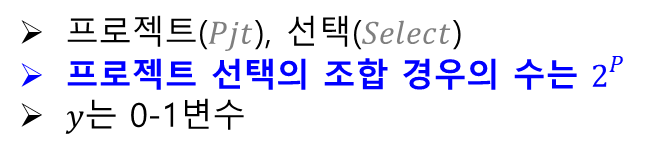 ➢ 프로젝트(Pjt), 선택(Select)
➢ 프로젝트 선택의 조합 경우의 수는 2^P
➢ y는 0-1변수